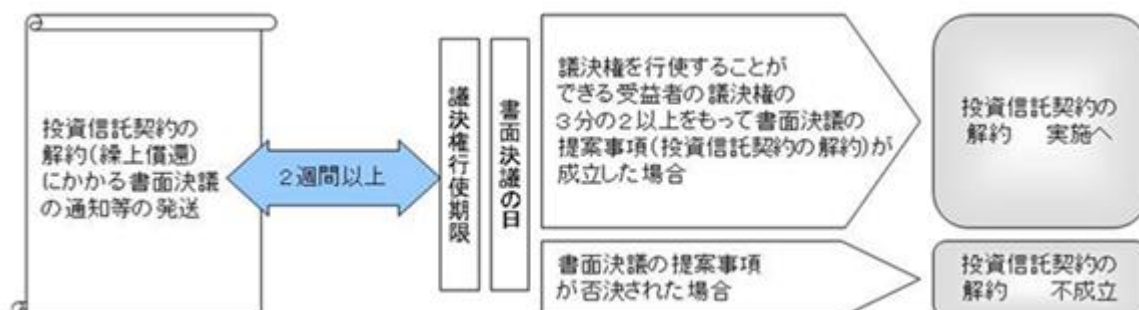 投資信託契約の
解約(繰上償還)
にかかる書面決議
の通知等の発送
2週間以上
議決権行使期限
書面決議の日
議決権を行使することが
できる受益者の議決権の
3分の2以上をもって書面決議の
提案事項(投資信託契約の解約)が
成立した場合
投資信託契約の
解約　実施へ
書面決議の提案事項
が否決された場合
投資信託契約の
解約　不成立